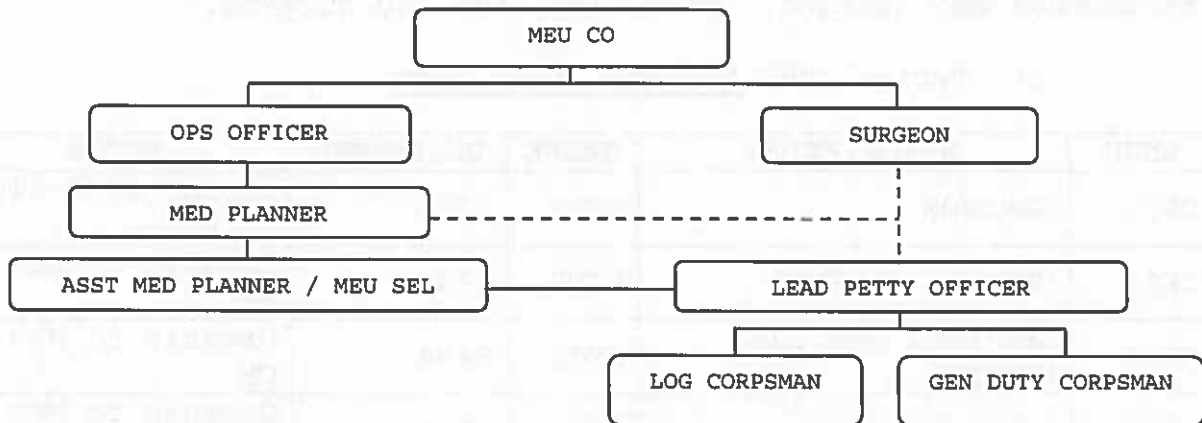 MEU CO
OPS OFFICER
SURGEON
MED PLANNER
ASST MED PLANNER / MEU SEL
LEAD PETTY OFFICER
LOG CORPSMAN
GEN DUTY CORPSMAN